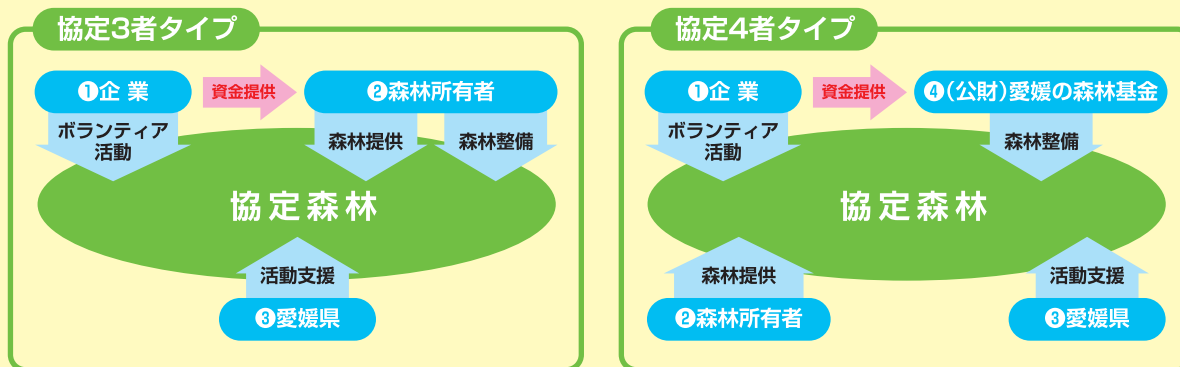 協定3者タイプ
❶企 業
資金提供
❷森林所有者
ボランティア
活動
森林提供
森林整備
協定森林
活動支援
❸愛媛県
協定4者タイプ
❶企 業
資金提供
❹(公財)愛媛の森林基金
ボランティア
活動
森林整備
協定森林
森林提供
活動支援
❷森林所有者
❸愛媛県